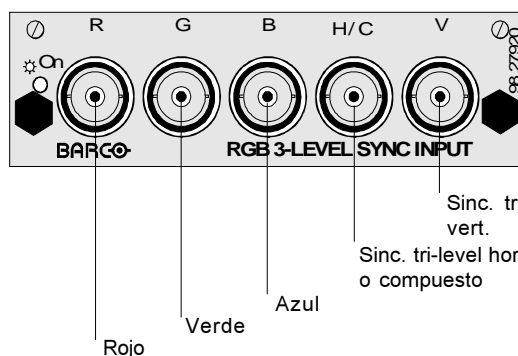 R G B H/C V
On
98 27920
BARCO
RGB 3-LEVEL SYNC INPUT
Sinc. tr
vert.
Sinc. tri-level hor
o compuesto
Azul
Verde
Rojo